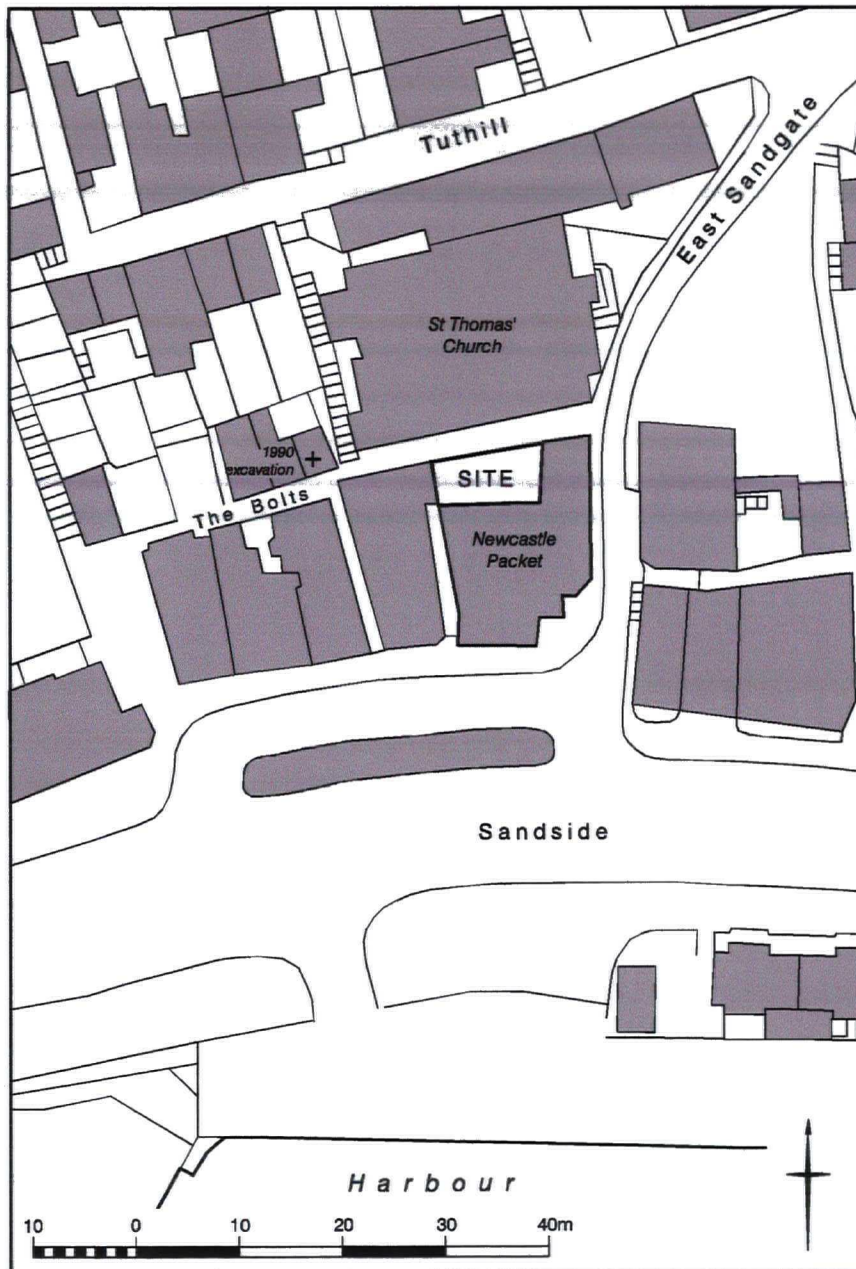 Tuthill
East Sandgate
St Thomas'
Church
1990
excavation
SITE
The Bolts
Newcastle
Packet
Sandside
Harbour
10 0 10 20 30 40m